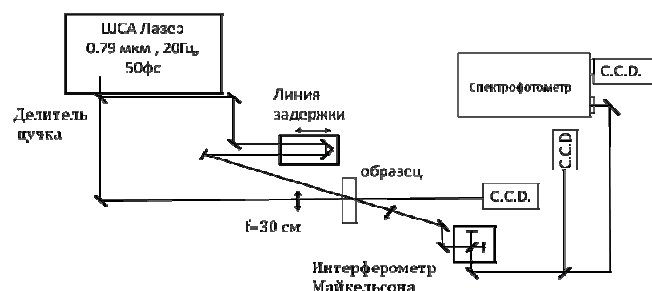 ШСА Лазер
0.79 мкм , 20Гц,
50фс
Делитель
пучка
Линия
задержки
образец
f=30 см
C.C.D.
Интерферометр
Майкельсона
Спектрофотометр
C.C.D.
C.C.D